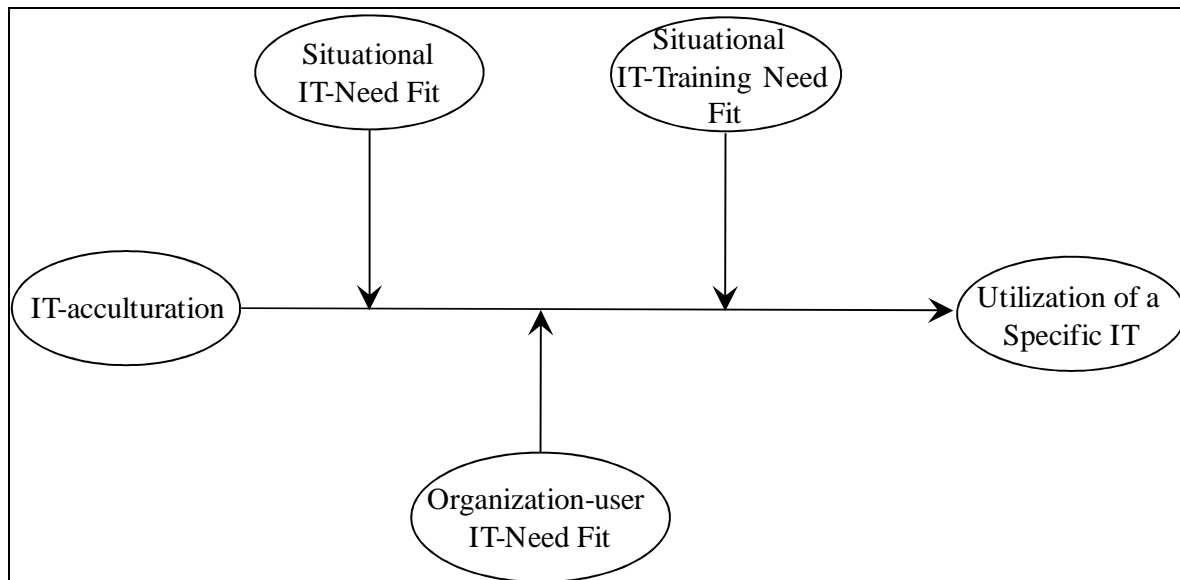 Situational
IT-Need Fit
Situational
IT-Training Need
Fit
IT-acculturation
Utilization of a
Specific IT
Organization-user
IT-Need Fit